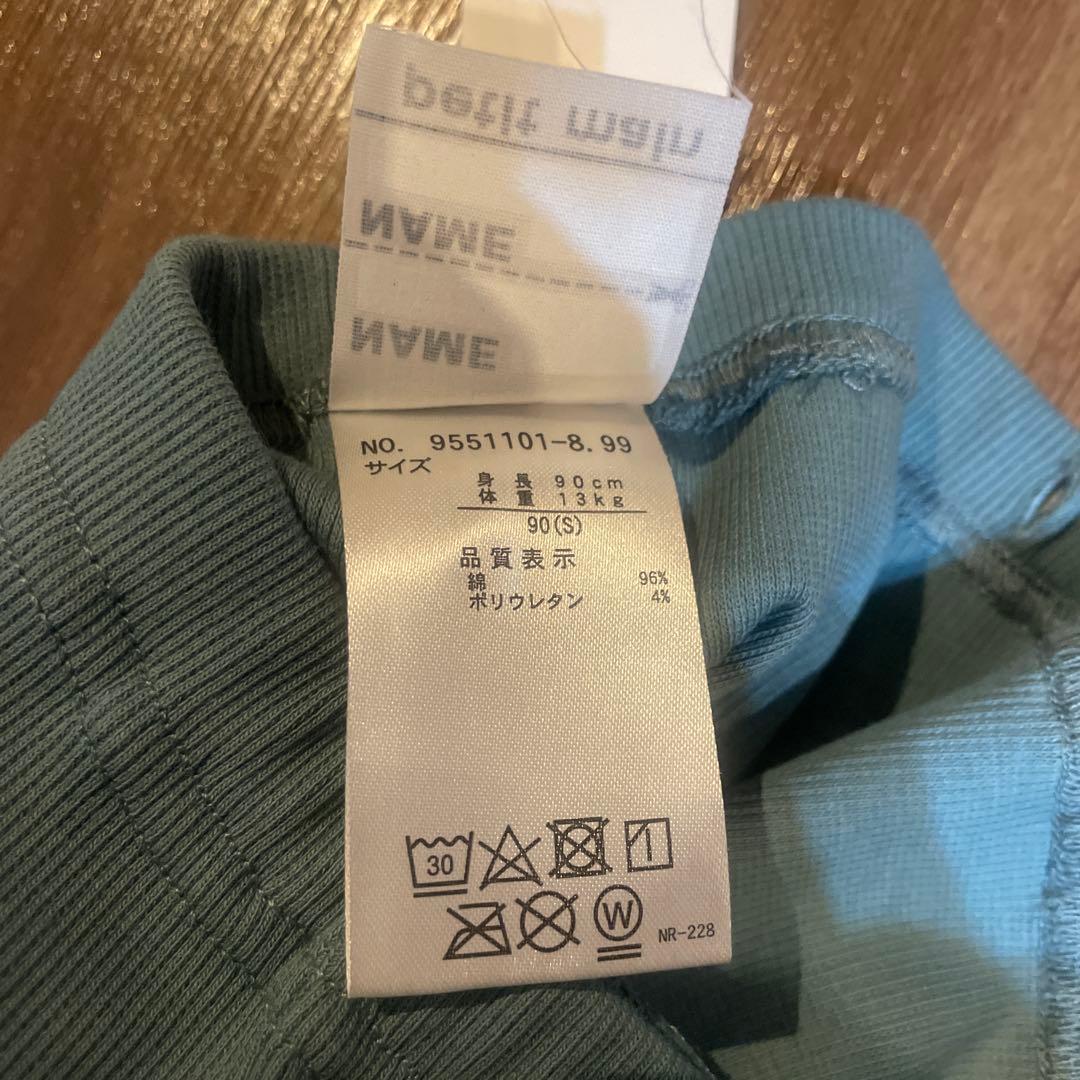 petit main
NAME
NAME
NO. 9551101-8.99
サイズ
身長 90cm
体重 13kg
90(S)
品質表示
綿 96%
ポリウレタン 4%
30
W
NR-228